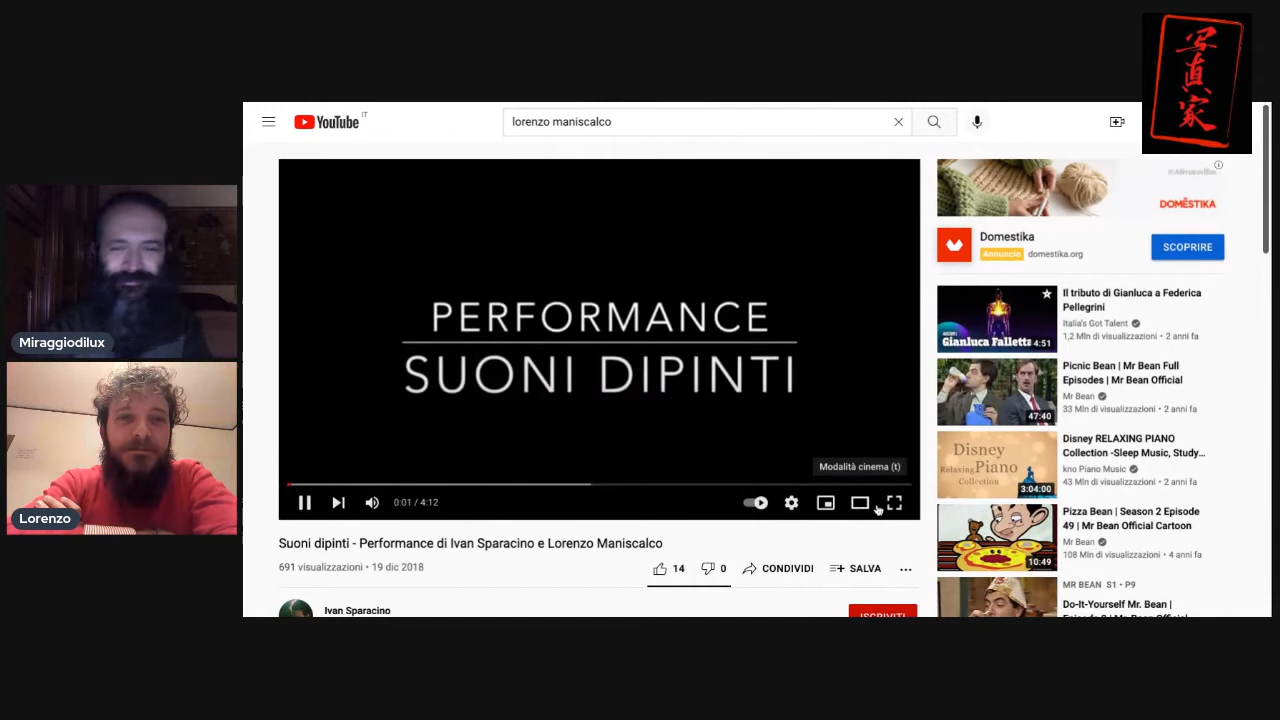 写真家
YouTube IT
lorenzo maniscalco
Miraggiodilux
Lorenzo
PERFORMANCE
SUONI DIPINTI
Modalità cinema (t)
0:01 / 4:12
Suoni dipinti - Performance di Ivan Sparacino e Lorenzo Maniscalco
691 visualizzazioni • 19 dic 2018
14
0
CONDIVIDI
SALVA
Ivan Sparacino
ISCRIVITI
DOMESTIKA
Domestika
Annuncio domestika.org
SCOPRIRE
Gianluca Falletta
4:51
Il tributo di Gianluca a Federica
Pellegrini
Italia's Got Talent
1,2 Mln di visualizzazioni • 2 anni fa
47:40
Picnic Bean | Mr Bean Full
Episodes | Mr Bean Official
Mr Bean
33 Mln di visualizzazioni • 2 anni fa
Disney
Relaxing Piano
Collection
3:04:00
Disney RELAXING PIANO
Collection -Sleep Music, Study...
kno Piano Music
43 Mln di visualizzazioni • 2 anni fa
10:49
Pizza Bean | Season 2 Episode
49 | Mr Bean Official Cartoon
Mr Bean
108 Mln di visualizzazioni • 4 anni fa
MR BEAN S1 • P9
Do-It-Yourself Mr. Bean |